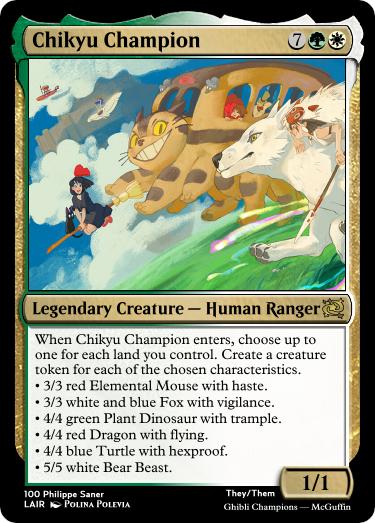 Chikyu Champion 7
Legendary Creature — Human Ranger
When Chikyu Champion enters, choose up to
one for each land you control. Create a creature
token for each of the chosen characteristics.
• 3/3 red Elemental Mouse with haste.
• 3/3 white and blue Fox with vigilance.
• 4/4 green Plant Dinosaur with trample.
• 4/4 red Dragon with flying.
• 4/4 blue Turtle with hexproof.
• 5/5 white Bear Beast.
1/1
100 Philippe Saner They/Them
LAIR Polina Polevia Ghibli Champions — McGuffin